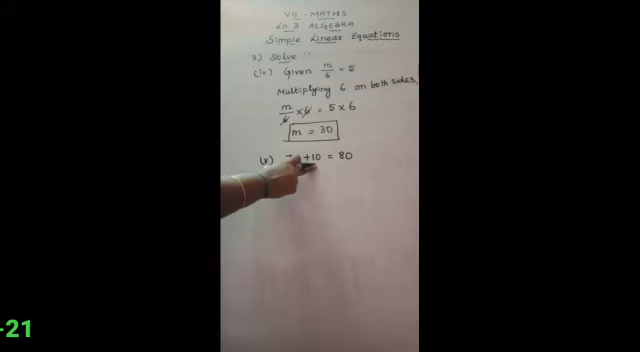 VII - MATHS
Ln 3 ALGEBRA
Simple Linear Equations
3) Solve :-
(iv) Given m/6 = 5
Multiplying 6 on both sides,
m/6 × 6 = 5 × 6
m = 30
(v) +10 = 80
-21